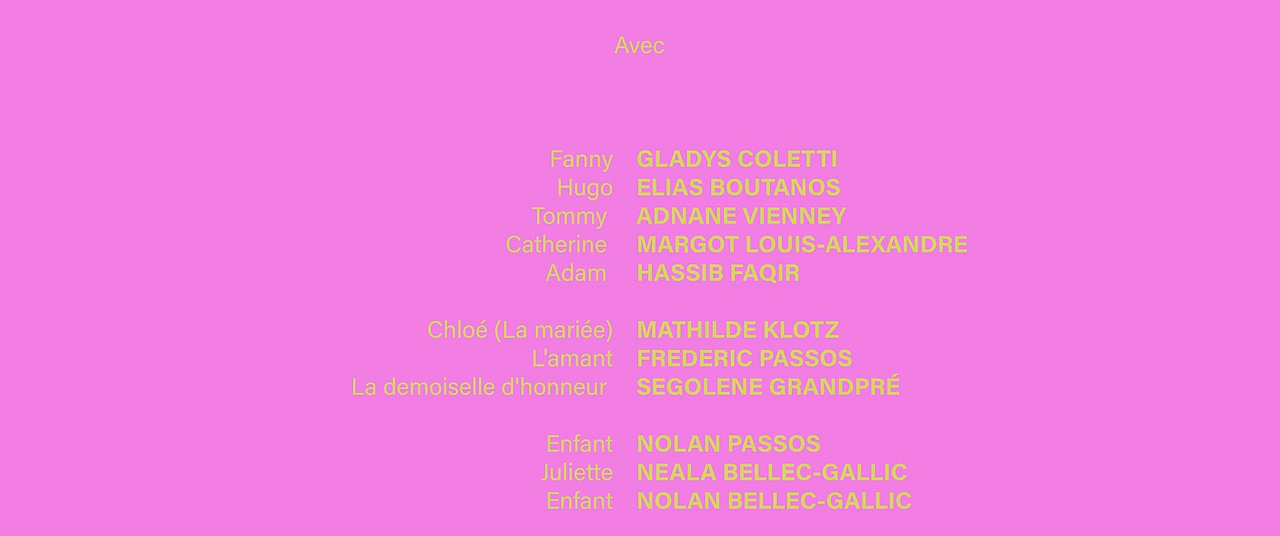 Avec
Fanny GLADYS COLETTI
Hugo ELIAS BOUTANOS
Tommy ADNANE VIENNEY
Catherine MARGOT LOUIS-ALEXANDRE
Adam HASSIB FAQIR
Chloé (La mariée) MATHILDE KLOTZ
L'amant FREDERIC PASSOS
La demoiselle d'honneur SEGOLENE GRANDPRÉ
Enfant NOLAN PASSOS
Juliette NEALA BELLEC-GALLIC
Enfant NOLAN BELLEC-GALLIC